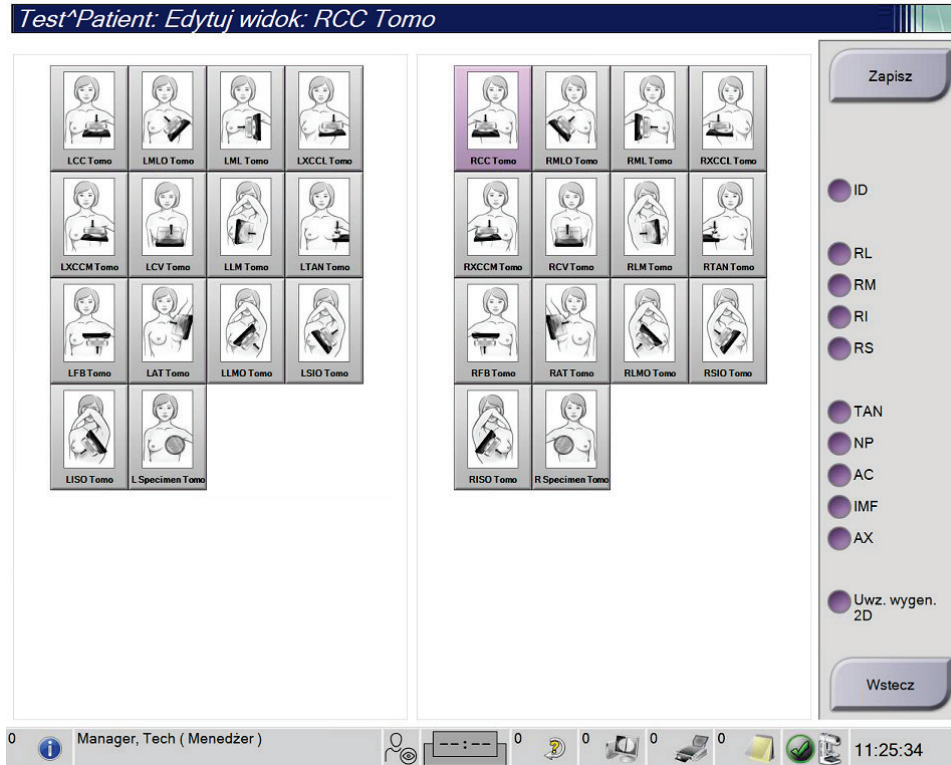 Test^Patient: Edytuj widok: RCC Tomo
LCC Tomo
LMLO Tomo
LML Tomo
LXCCL Tomo
LXCCM Tomo
LCV Tomo
LLM Tomo
LTAN Tomo
LFB Tomo
LAT Tomo
LLMO Tomo
LSIO Tomo
LISO Tomo
L Specimen Tomo
RCC Tomo
RMLO Tomo
RML Tomo
RXCCL Tomo
RXCCM Tomo
RCV Tomo
RLM Tomo
RTAN Tomo
RFB Tomo
RAT Tomo
RLMO Tomo
RSIO Tomo
RISO Tomo
R Specimen Tomo
Zapisz
ID
RL
RM
RI
RS
TAN
NP
AC
IMF
AX
Uwz. wygen.
2D
Wstecz
0
Manager, Tech ( Menedżer )
--:--
0
0
0
0
11:25:34